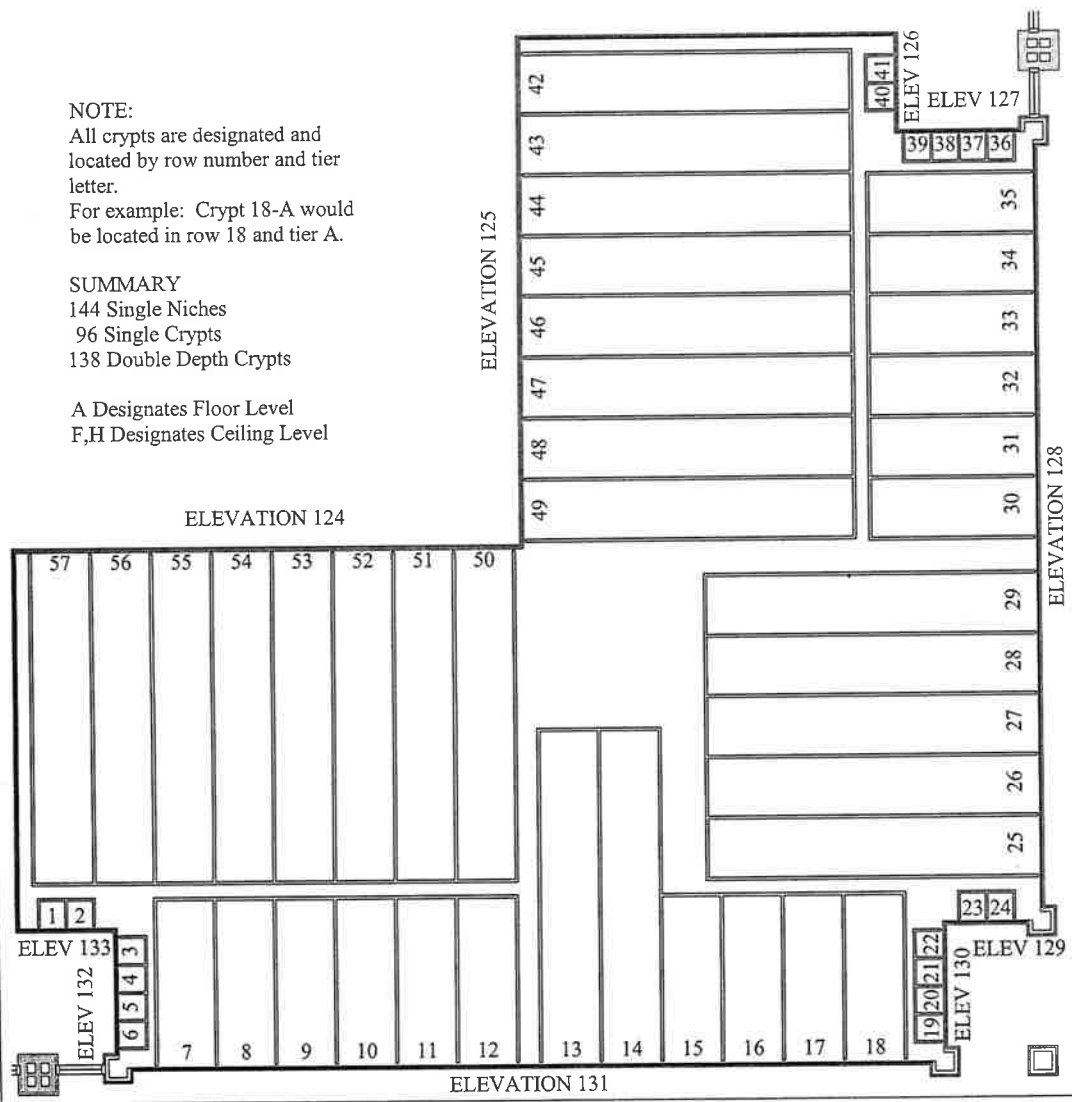 NOTE:
All crypts are designated and
located by row number and tier
letter.
For example: Crypt 18-A would
be located in row 18 and tier A.
SUMMARY
144 Single Niches
96 Single Crypts
138 Double Depth Crypts
A Designates Floor Level
F,H Designates Ceiling Level
ELEVATION 125
42
43
44
45
46
47
48
49
40 41
ELEV 126
ELEV 127
39 38 37 36
35
34
33
32
31
30
ELEVATION 128
29
28
27
26
25
ELEVATION 124
57 56 55 54 53 52 51 50
1 2
ELEV 133
ELEV 132
3
4
5
6
7 8 9 10 11 12 13 14 15 16 17 18
ELEVATION 131
23 24
ELEV 129
19 20 21 22
ELEV 130